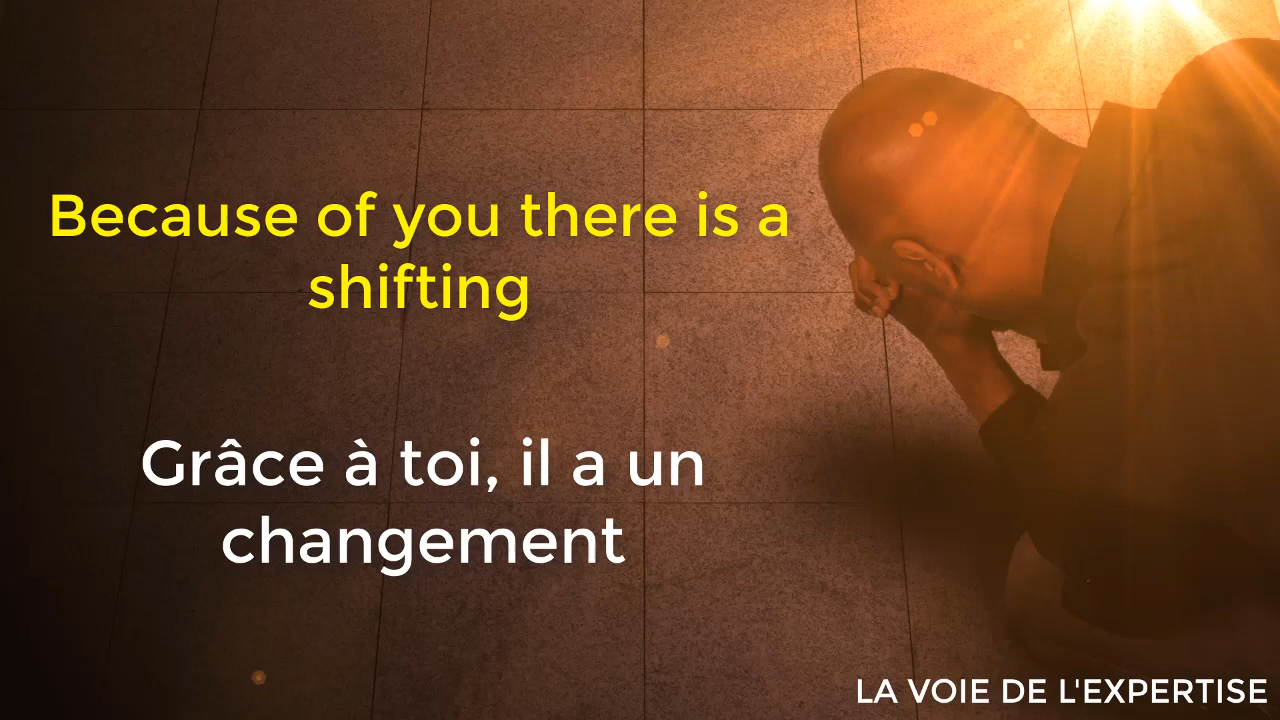 Because of you there is a
shifting
Grâce à toi, il a un
changement
LA VOIE DE L'EXPERTISE